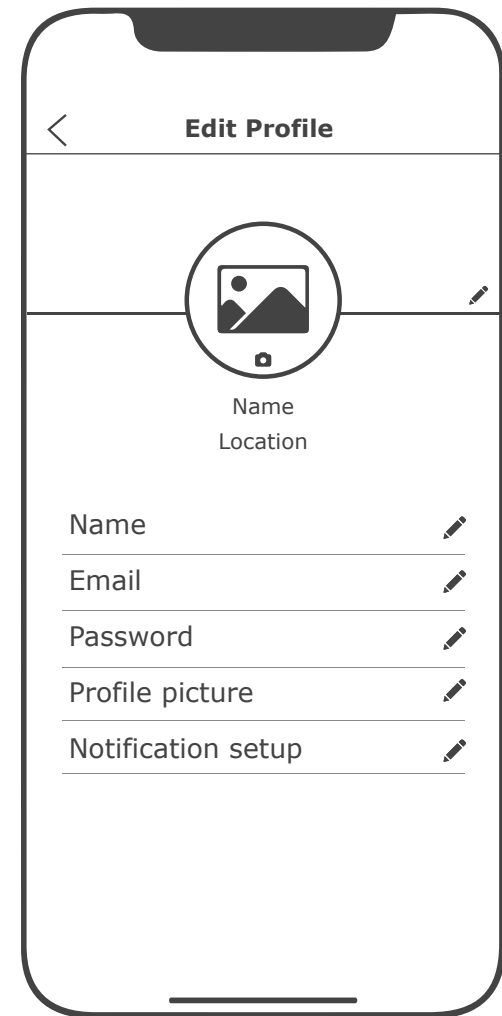 Edit Profile
Name
Location
Name
Email
Password
Profile picture
Notification setup